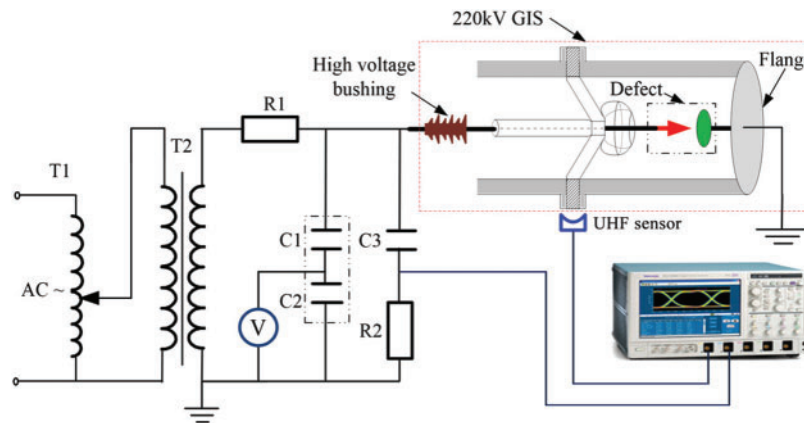 220kV GIS
High voltage
bushing
Flang
Defect
R1
T1
T2
UHF sensor
C1
C3
AC ~
C2
V
R2